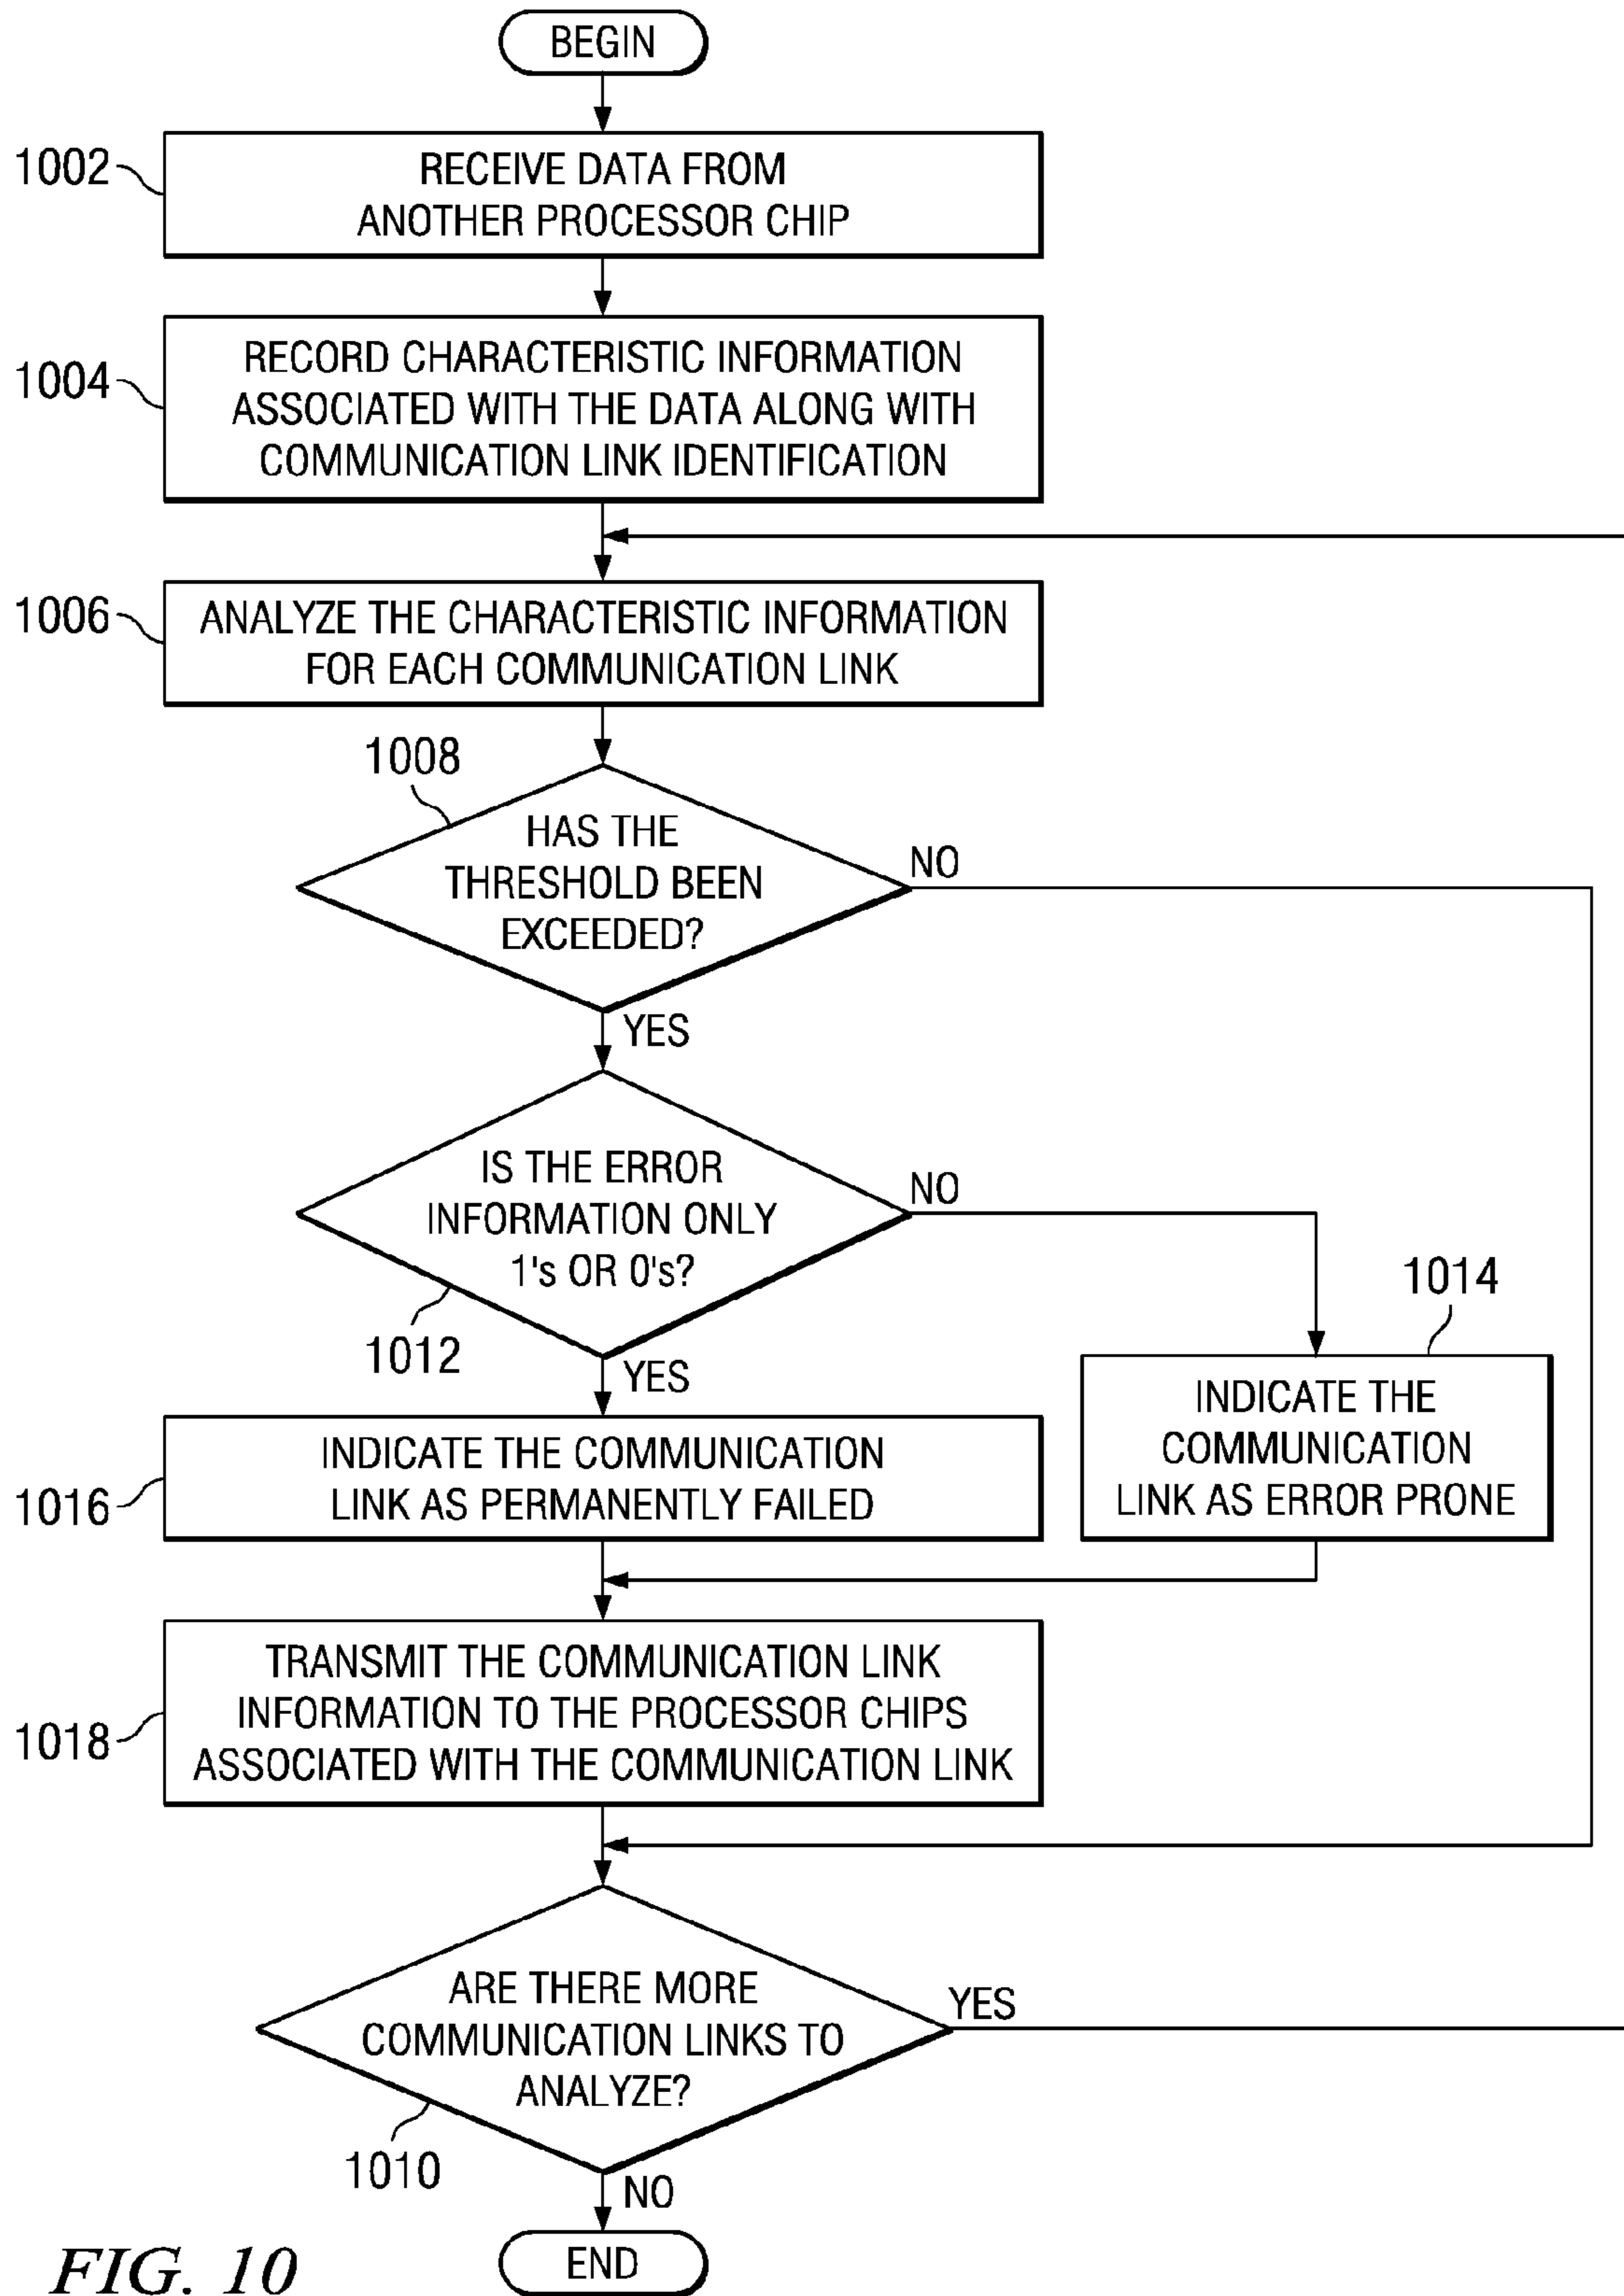 BEGIN
1002
RECEIVE DATA FROM
ANOTHER PROCESSOR CHIP
1004
RECORD CHARACTERISTIC INFORMATION
ASSOCIATED WITH THE DATA ALONG WITH
COMMUNICATION LINK IDENTIFICATION
1006
ANALYZE THE CHARACTERISTIC INFORMATION
FOR EACH COMMUNICATION LINK
1008
HAS THE
THRESHOLD BEEN
EXCEEDED?
NO
YES
IS THE ERROR
INFORMATION ONLY
1's OR 0's?
NO
1012
YES
1014
INDICATE THE
COMMUNICATION
LINK AS ERROR PRONE
1016
INDICATE THE COMMUNICATION
LINK AS PERMANENTLY FAILED
1018
TRANSMIT THE COMMUNICATION LINK
INFORMATION TO THE PROCESSOR CHIPS
ASSOCIATED WITH THE COMMUNICATION LINK
ARE THERE MORE
COMMUNICATION LINKS TO
ANALYZE?
YES
1010
NO
END
FIG. 10